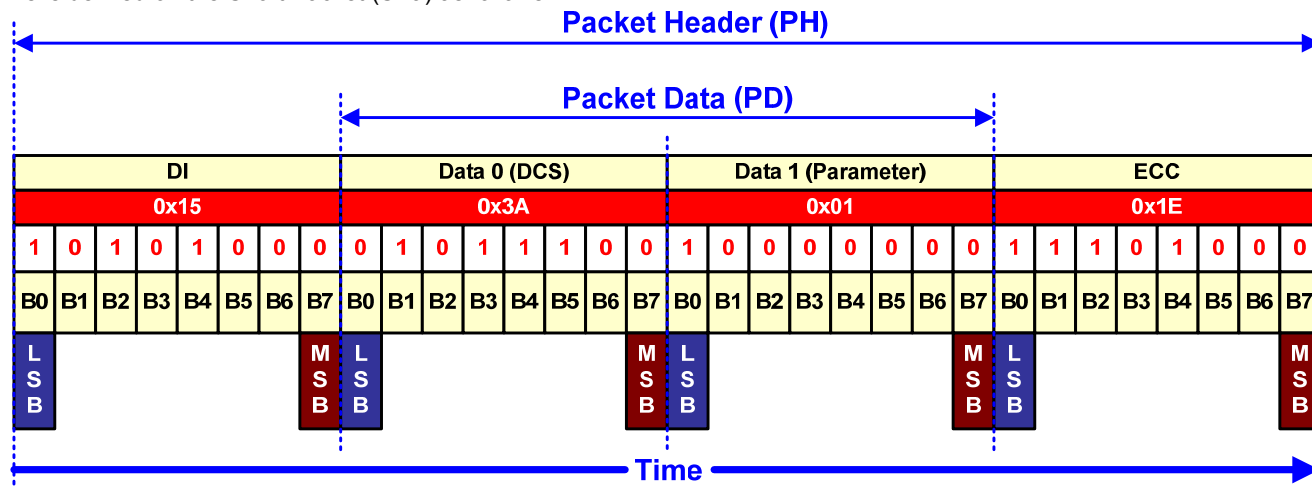 Packet Header (PH)
Packet Data (PD)
DI Data 0 (DCS) Data 1 (Parameter) ECC
0x15 0x3A 0x01 0x1E
1 0 1 0 1 0 0 0 0 1 0 1 1 1 0 0 1 0 0 0 0 0 0 0 1 1 1 0 1 0 0 0
B0 B1 B2 B3 B4 B5 B6 B7 B0 B1 B2 B3 B4 B5 B6 B7 B0 B1 B2 B3 B4 B5 B6 B7 B0 B1 B2 B3 B4 B5 B6 B7
LSB MSB LSB MSB LSB MSB LSB MSB
Time